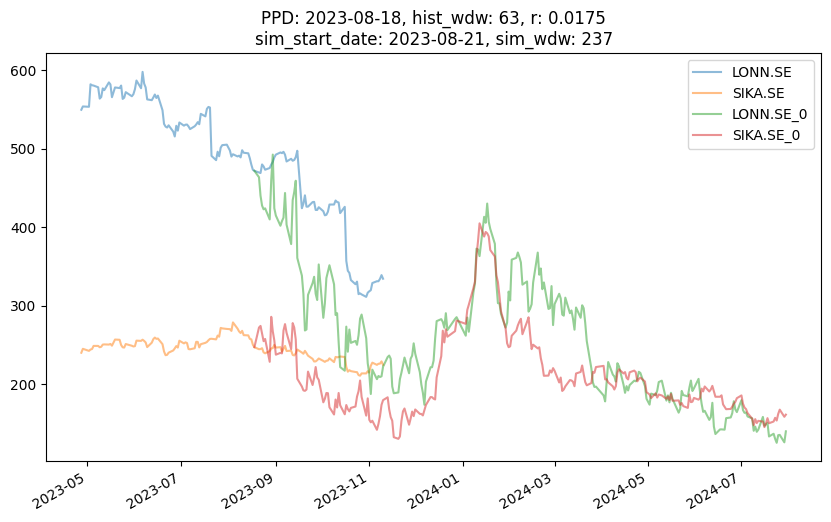 PPD: 2023-08-18, hist_wdw: 63, r: 0.0175
sim_start_date: 2023-08-21, sim_wdw: 237
LONN.SE
SIKA.SE
LONN.SE_0
SIKA.SE_0
600
500
400
300
200
2023-05
2023-07
2023-09
2023-11
2024-01
2024-03
2024-05
2024-07